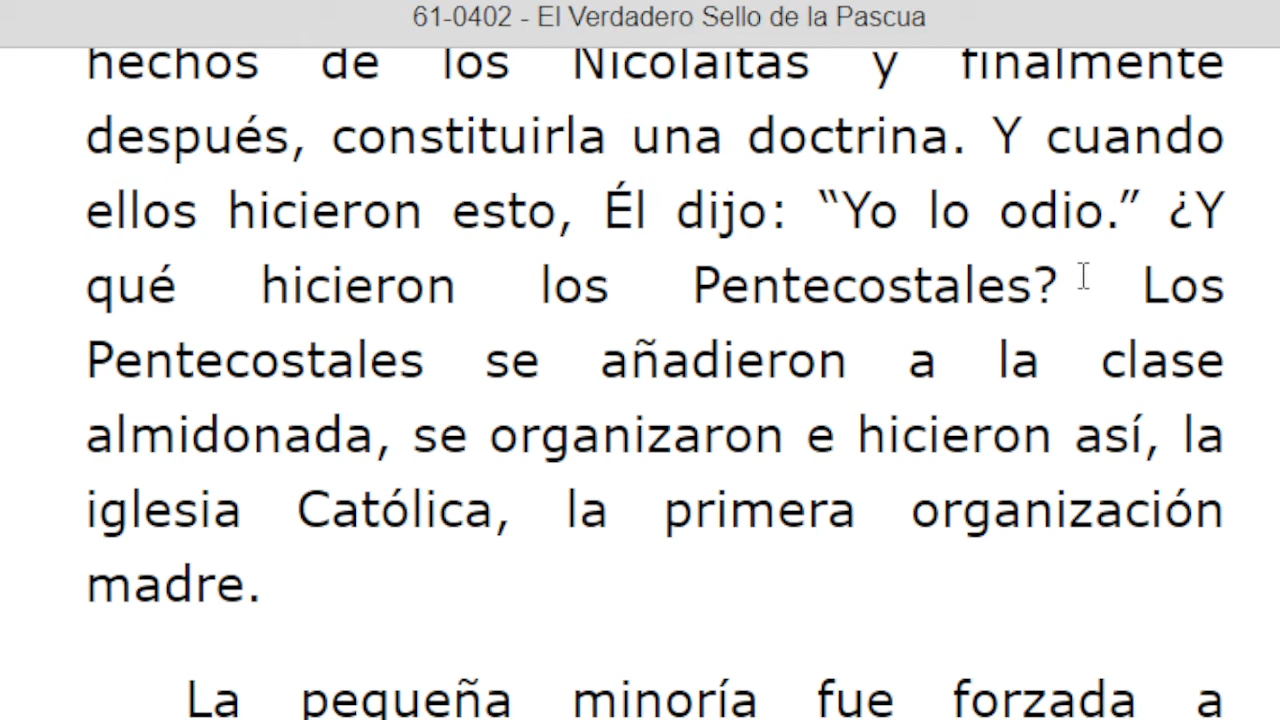 61-0402 - El Verdadero Sello de la Pascua
hechos de los Nicolaítas y finalmente
después, constituirla una doctrina. Y cuando
ellos hicieron esto, Él dijo: “Yo lo odio.” ¿Y
qué hicieron los Pentecostales? Los
Pentecostales se añadieron a la clase
almidonada, se organizaron e hicieron así, la
iglesia Católica, la primera organización
madre.
La pequeña minoría fue forzada a